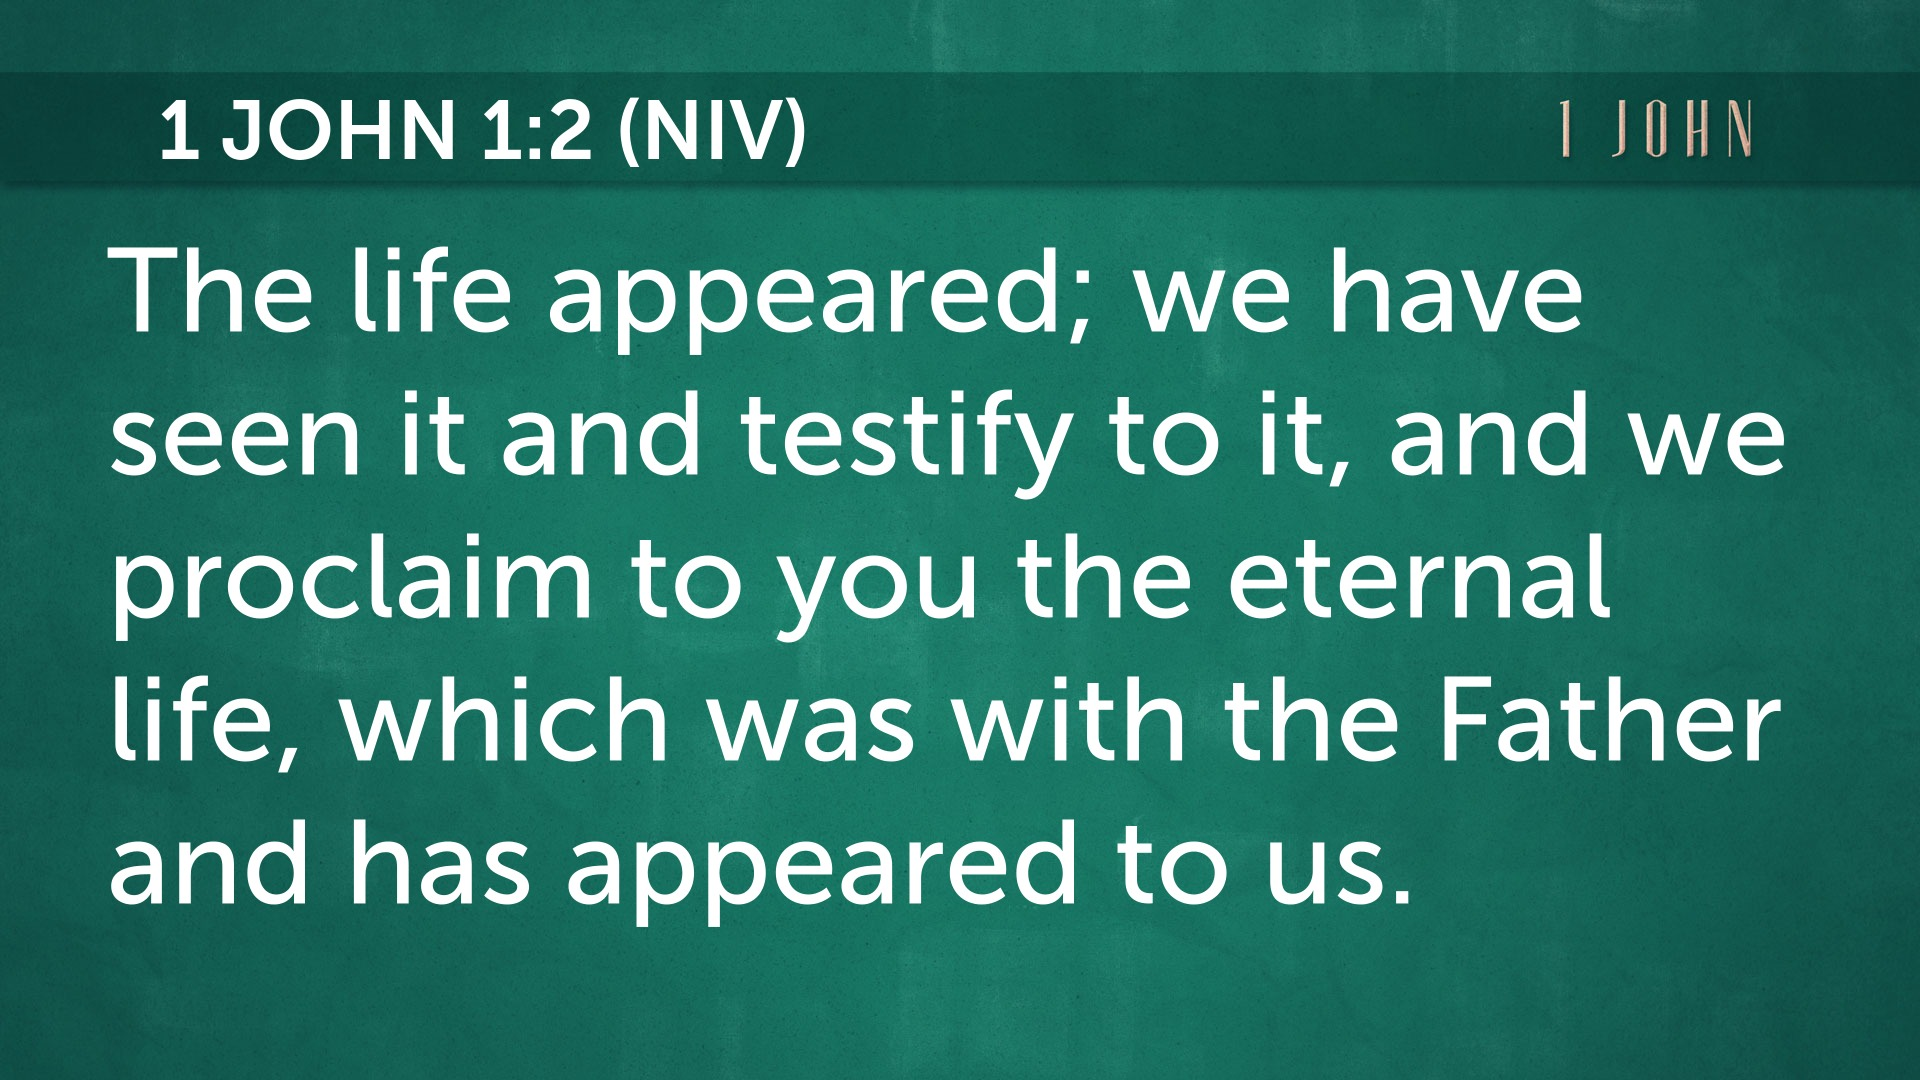 1 JOHN 1:2 (NIV)
1 JOHN
The life appeared; we have
seen it and testify to it, and we
proclaim to you the eternal
life, which was with the Father
and has appeared to us.